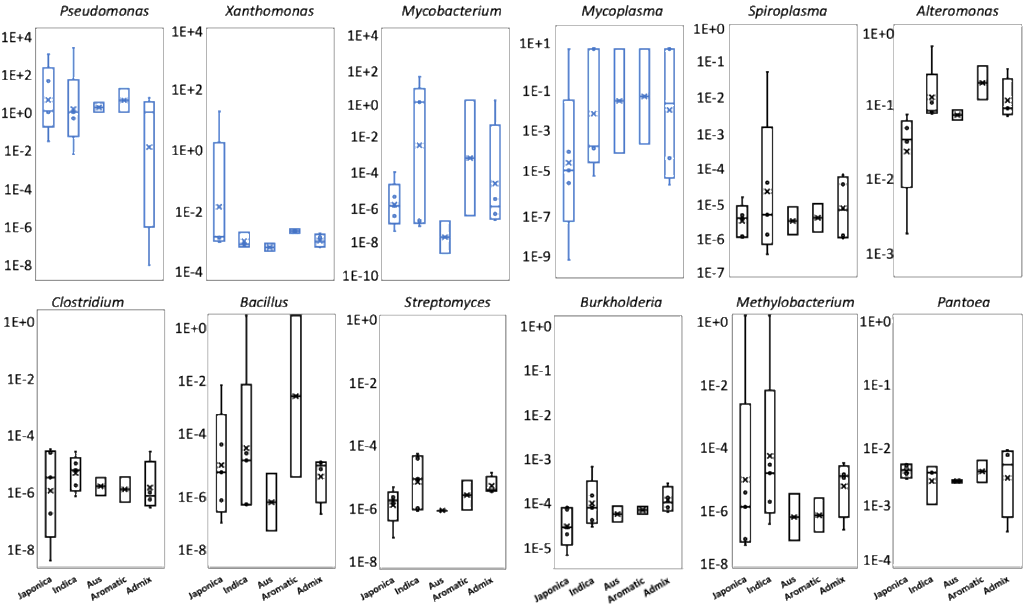 Pseudomonas
1E+4
1E+2
1E+0
1E-2
1E-4
1E-6
1E-8
Xanthomonas
1E+4
1E+2
1E+0
1E-2
1E-4
Mycobacterium
1E+4
1E+2
1E+0
1E-2
1E-4
1E-6
1E-8
1E-10
Mycoplasma
1E+1
1E-1
1E-3
1E-5
1E-7
1E-9
Spiroplasma
1E+0
1E-1
1E-2
1E-3
1E-4
1E-5
1E-6
1E-7
Alteromonas
1E+0
1E-1
1E-2
1E-3
Clostridium
1E+0
1E-2
1E-4
1E-6
1E-8
Japonica
Indica
Aus
Aromatic
Admix
Bacillus
1E+0
1E-2
1E-4
1E-6
1E-8
Japonica
Indica
Aus
Aromatic
Admix
Streptomyces
1E+0
1E-2
1E-4
1E-6
1E-8
Japonica
Indica
Aus
Aromatic
Admix
Burkholderia
1E+0
1E-1
1E-2
1E-3
1E-4
1E-5
Japonica
Indica
Aus
Aromatic
Admix
Methylobacterium
1E+0
1E-2
1E-4
1E-6
1E-8
Japonica
Indica
Aus
Aromatic
Admix
Pantoea
1E+0
1E-1
1E-2
1E-3
1E-4
Japonica
Indica
Aus
Aromatic
Admix